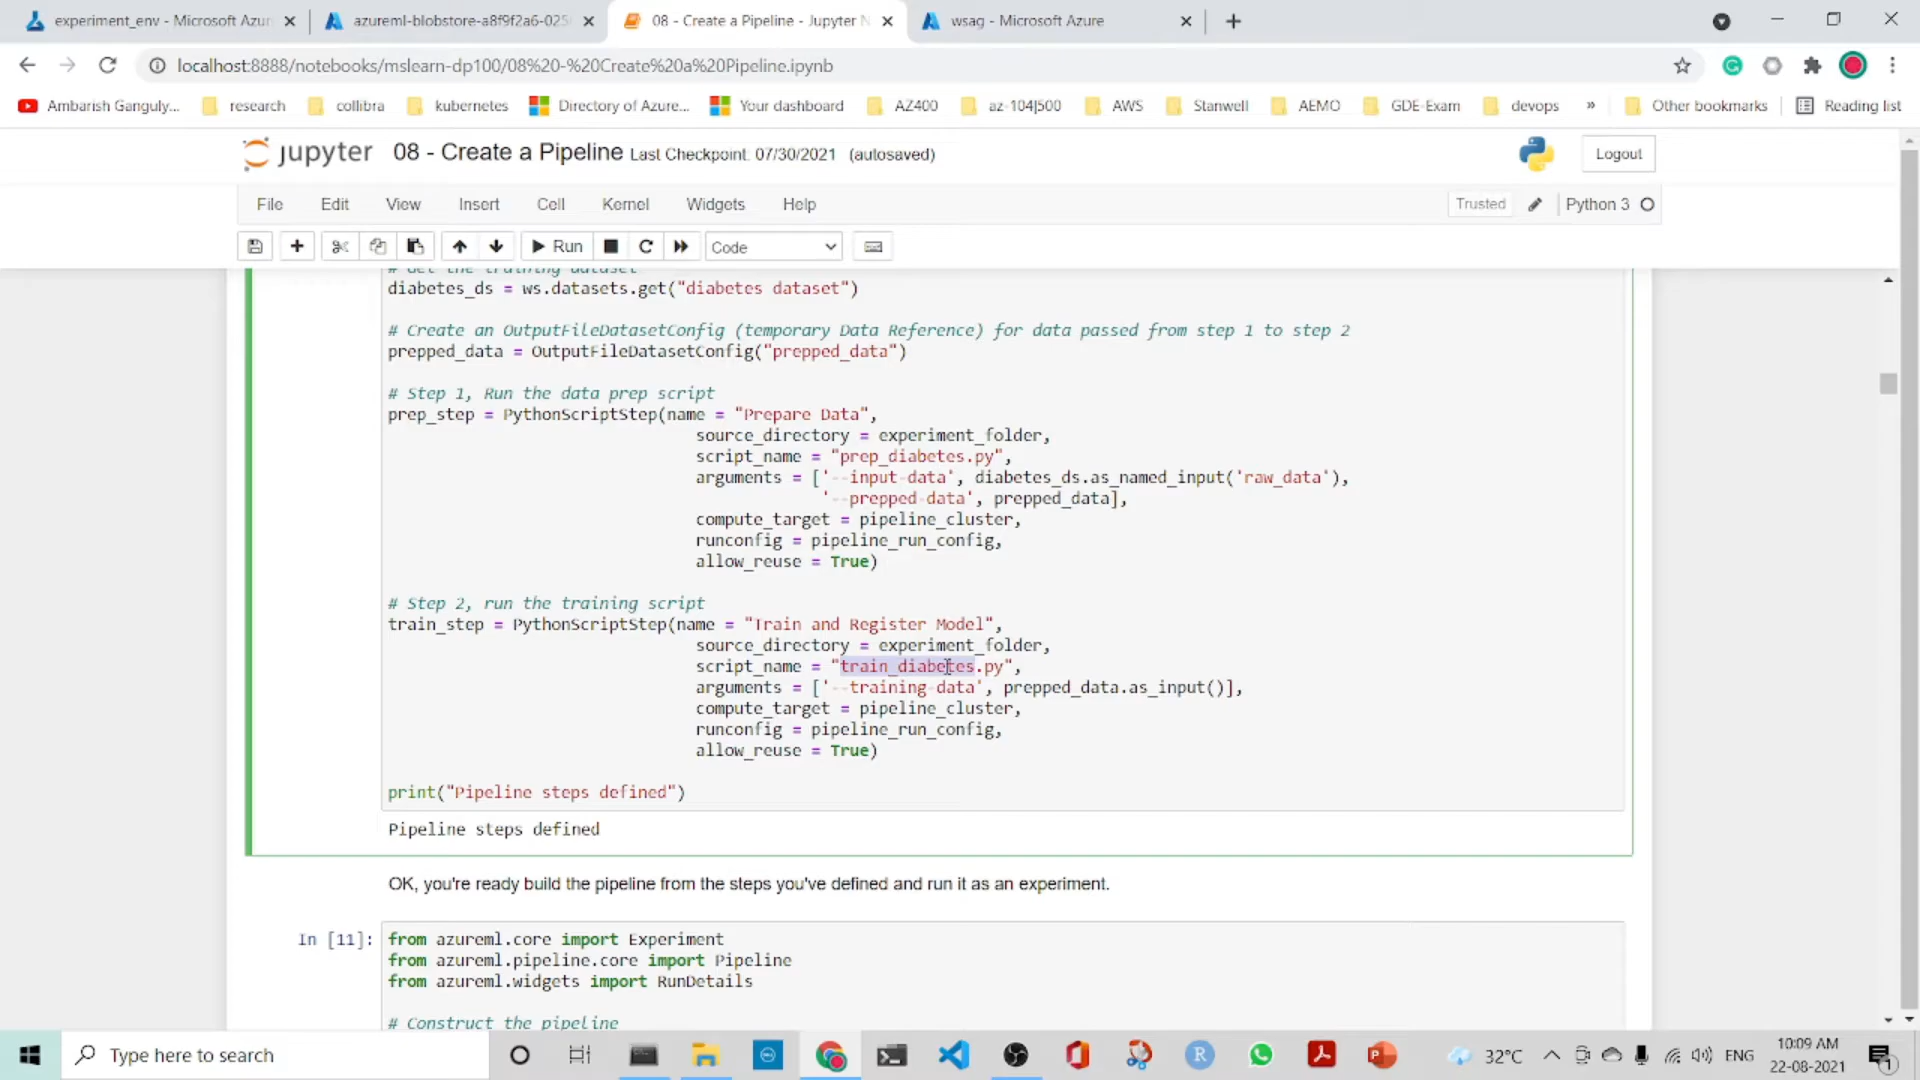 experiment_env - Microsoft Azur
azureml-blobstore-a8f9f2a6-025
08 - Create a Pipeline - Jupyter N
wsag - Microsoft Azure
localhost:8888/notebooks/mslearn-dp100/08%20-%20Create%20a%20Pipeline.ipynb
Ambarish Ganguly... research collibra kubernetes Directory of Azure... Your dashboard AZ400 az-104|500 AWS Stanwell AEMO GDE-Exam devops » Other bookmarks Reading list
jupyter 08 - Create a Pipeline Last Checkpoint: 07/30/2021 (autosaved) Logout
File Edit View Insert Cell Kernel Widgets Help Trusted Python 3
Run Code
# Get the training dataset
diabetes_ds = ws.datasets.get("diabetes dataset")
# Create an OutputFileDatasetConfig (temporary Data Reference) for data passed from step 1 to step 2
prepped_data = OutputFileDatasetConfig("prepped_data")
# Step 1, Run the data prep script
prep_step = PythonScriptStep(name = "Prepare Data",
source_directory = experiment_folder,
script_name = "prep_diabetes.py",
arguments = ['--input-data', diabetes_ds.as_named_input('raw_data'),
'--prepped-data', prepped_data],
compute_target = pipeline_cluster,
runconfig = pipeline_run_config,
allow_reuse = True)
# Step 2, run the training script
train_step = PythonScriptStep(name = "Train and Register Model",
source_directory = experiment_folder,
script_name = "train_diabetes.py",
arguments = ['--training-data', prepped_data.as_input()],
compute_target = pipeline_cluster,
runconfig = pipeline_run_config,
allow_reuse = True)
print("Pipeline steps defined")
Pipeline steps defined
OK, you're ready build the pipeline from the steps you've defined and run it as an experiment.
In [11]: from azureml.core import Experiment
from azureml.pipeline.core import Pipeline
from azureml.widgets import RunDetails
# Construct the pipeline
Type here to search
32°C
ENG
10:09 AM
22-08-2021